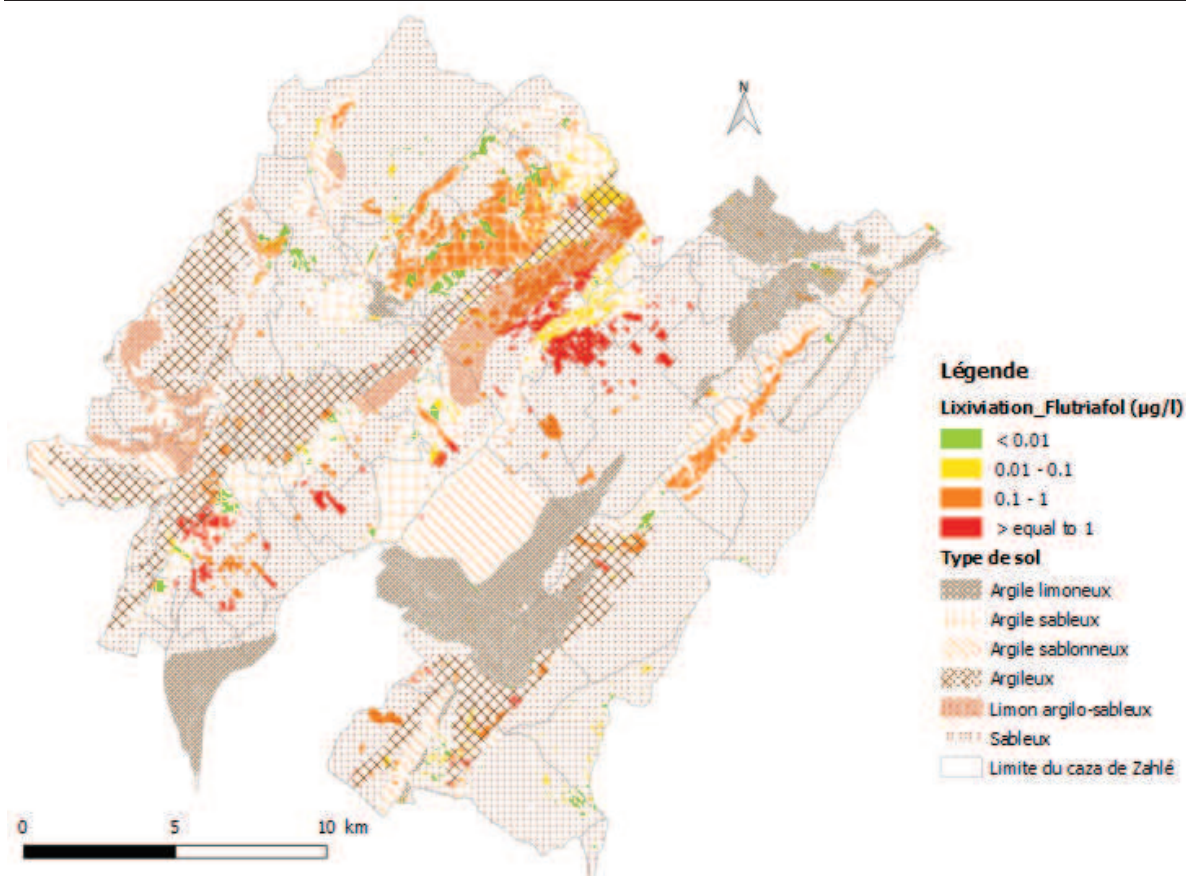 N
Légende
Lixiviation_Flutriafol (µg/l)
< 0.01
0.01 - 0.1
0.1 - 1
> equal to 1
Type de sol
Argile limoneux
Argile sableux
Argile sablonneux
Argileux
Limon argilo-sableux
Sableux
Limite du caza de Zahlé
0 5 10 km